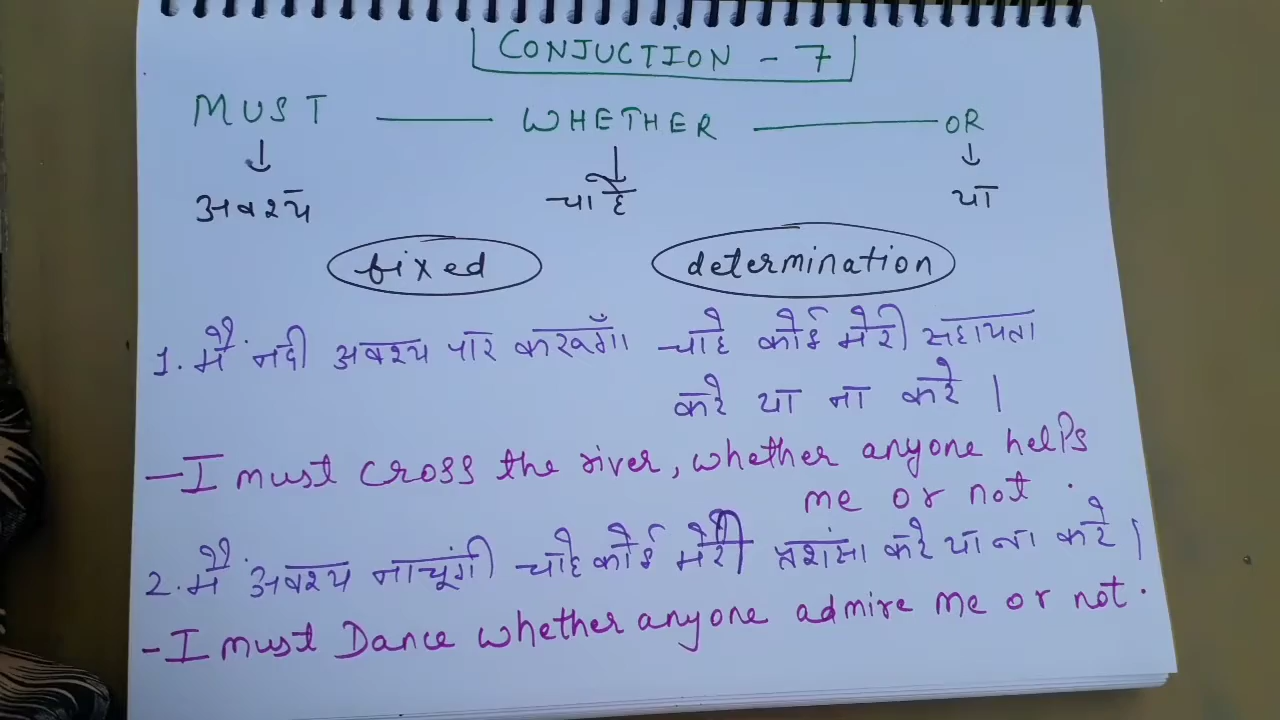 CONJUCTION - 7
MUST — WHETHER — OR
अवश्य चाहे या
fixed determination
1. मैं नदी अवश्य पार करूंगा चाहे कोई मेरी सहायता
करे या ना करे |
- I must cross the river, whether anyone helps
me or not.
2. मैं अवश्य नाचूंगी चाहे कोई मेरी प्रशंसा करे या ना करे |
- I must Dance whether anyone admire me or not.